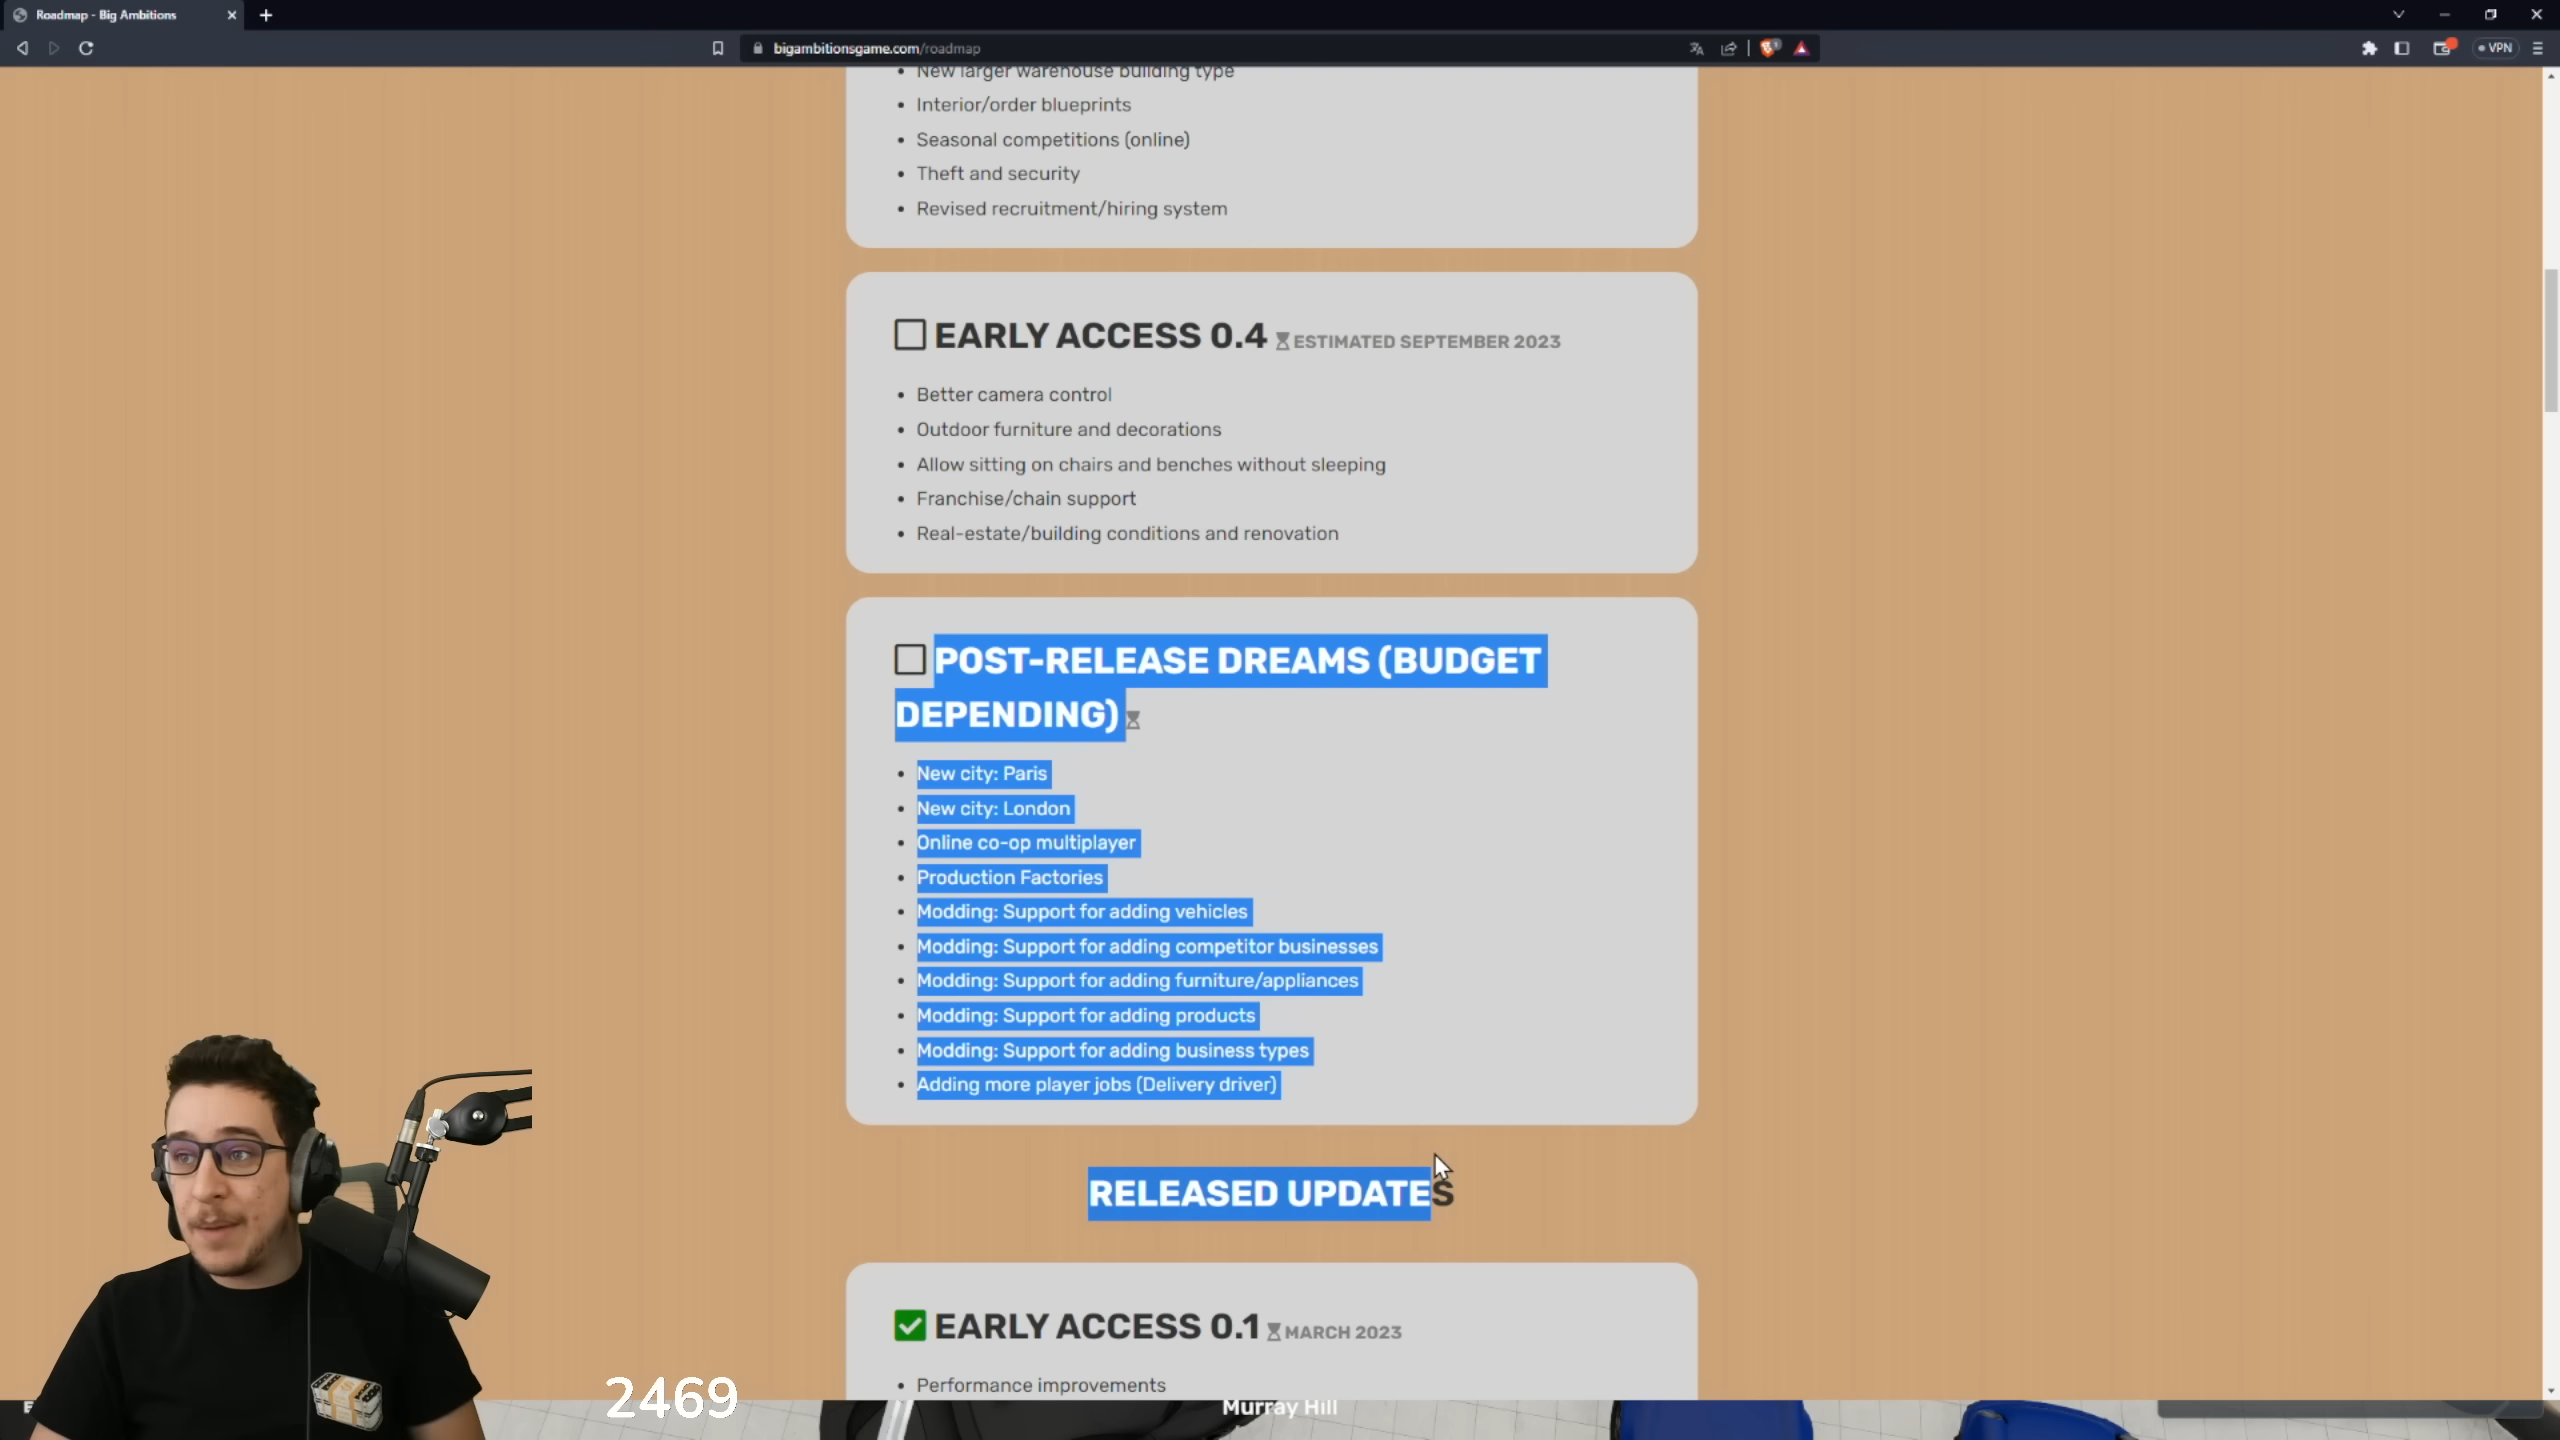 Roadmap - Big Ambitions
bigambitionsgame.com/roadmap
VPN
New larger warehouse building type
Interior/order blueprints
Seasonal competitions (online)
Theft and security
Revised recruitment/hiring system
EARLY ACCESS 0.4 ESTIMATED SEPTEMBER 2023
Better camera control
Outdoor furniture and decorations
Allow sitting on chairs and benches without sleeping
Franchise/chain support
Real-estate/building conditions and renovation
POST-RELEASE DREAMS (BUDGET
DEPENDING)
New city: Paris
New city: London
Online co-op multiplayer
Production Factories
Modding: Support for adding vehicles
Modding: Support for adding competitor businesses
Modding: Support for adding furniture/appliances
Modding: Support for adding products
Modding: Support for adding business types
Adding more player jobs (Delivery driver)
RELEASED UPDATES
EARLY ACCESS 0.1 MARCH 2023
Performance improvements
2469
Murray Hill